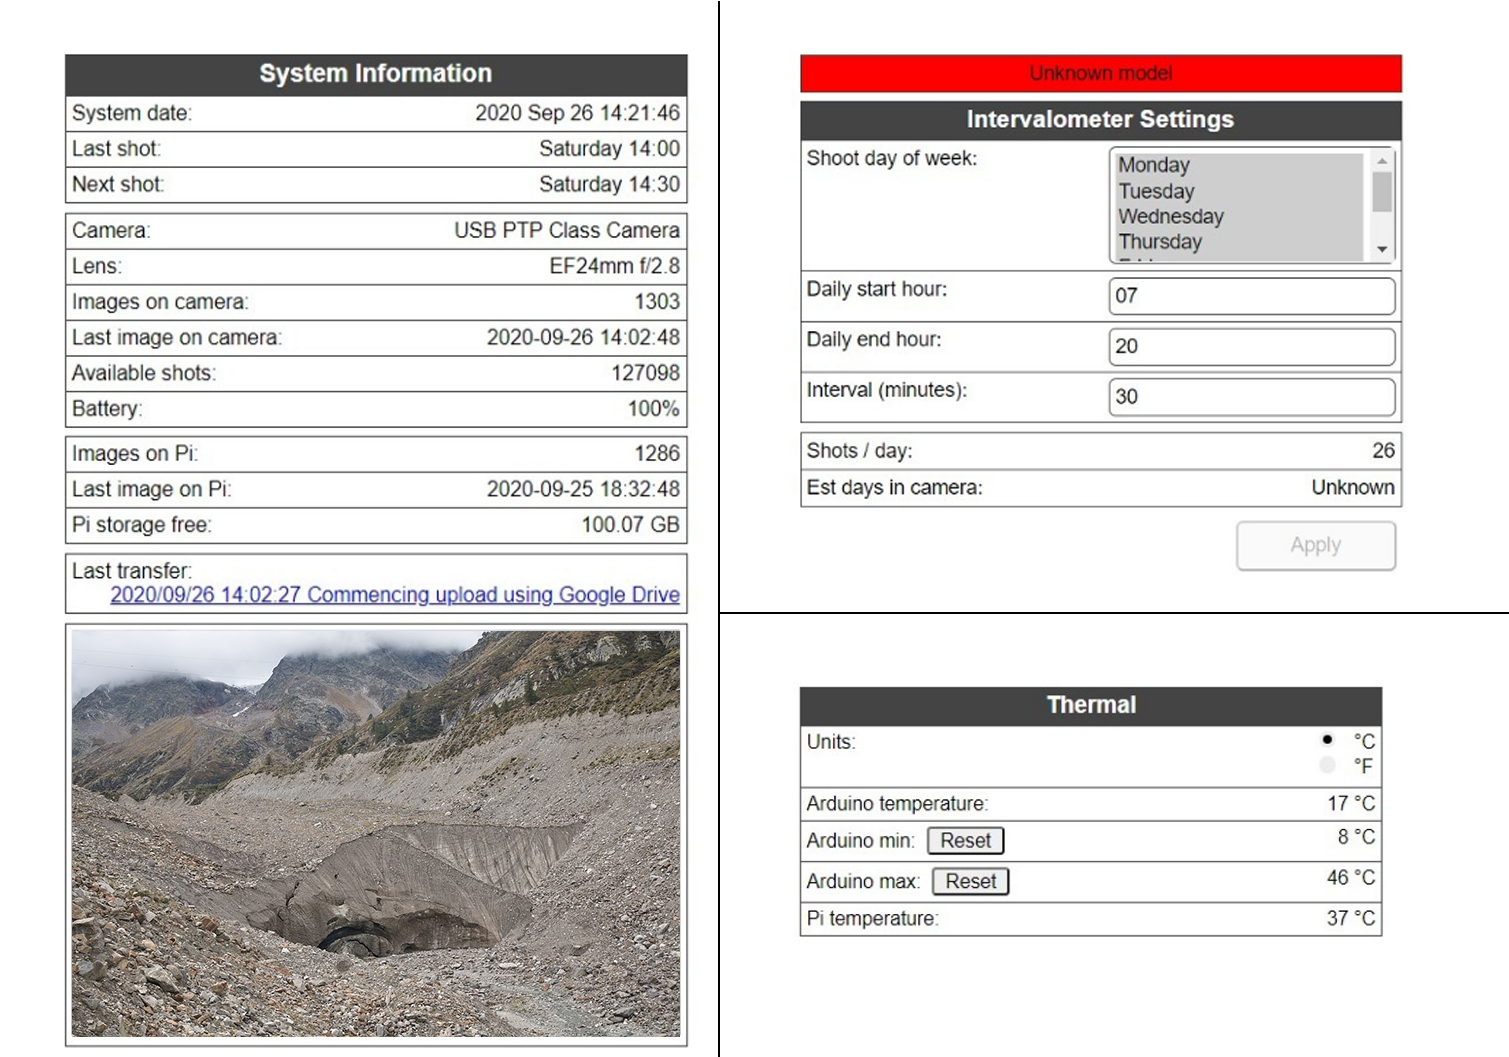 System Information
System date: 2020 Sep 26 14:21:46
Last shot: Saturday 14:00
Next shot: Saturday 14:30
Camera: USB PTP Class Camera
Lens: EF24mm f/2.8
Images on camera: 1303
Last image on camera: 2020-09-26 14:02:48
Available shots: 127098
Battery: 100%
Images on Pi: 1286
Last image on Pi: 2020-09-25 18:32:48
Pi storage free: 100.07 GB
Last transfer:
2020/09/26 14:02:27 Commencing upload using Google Drive
Unknown model
Intervalometer Settings
Shoot day of week: Monday
Tuesday
Wednesday
Thursday
Daily start hour: 07
Daily end hour: 20
Interval (minutes): 30
Shots / day: 26
Est days in camera: Unknown
Apply
Thermal
Units: °C
°F
Arduino temperature: 17 °C
Arduino min: Reset 8 °C
Arduino max: Reset 46 °C
Pi temperature: 37 °C